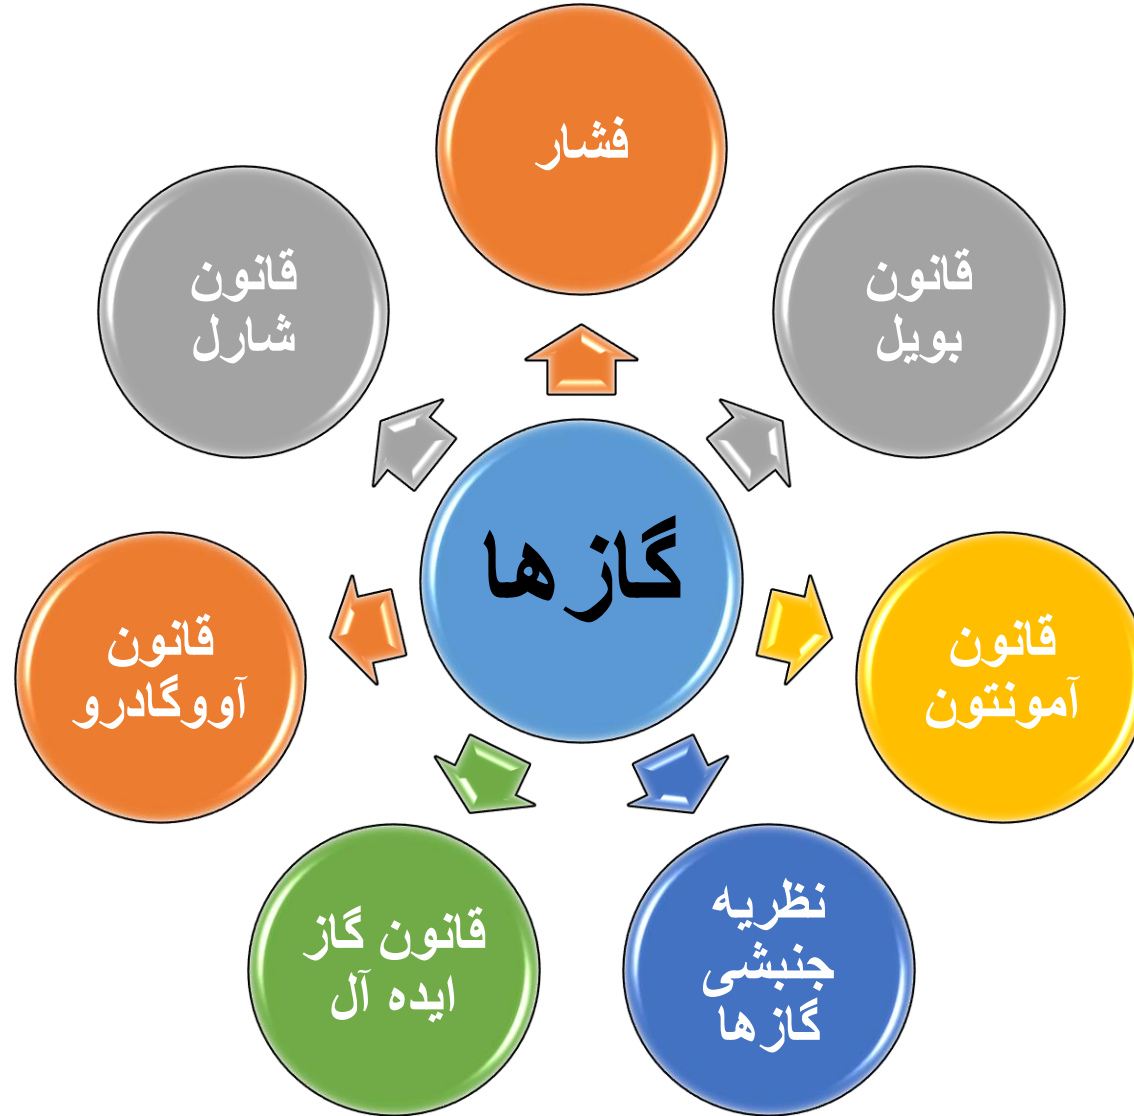 فشار
قانون
بویل
قانون
شارل
گازها
قانون
آمونتون
قانون
آووگادرو
نظریه
جنبشی
گازها
قانون گاز
ایده آل